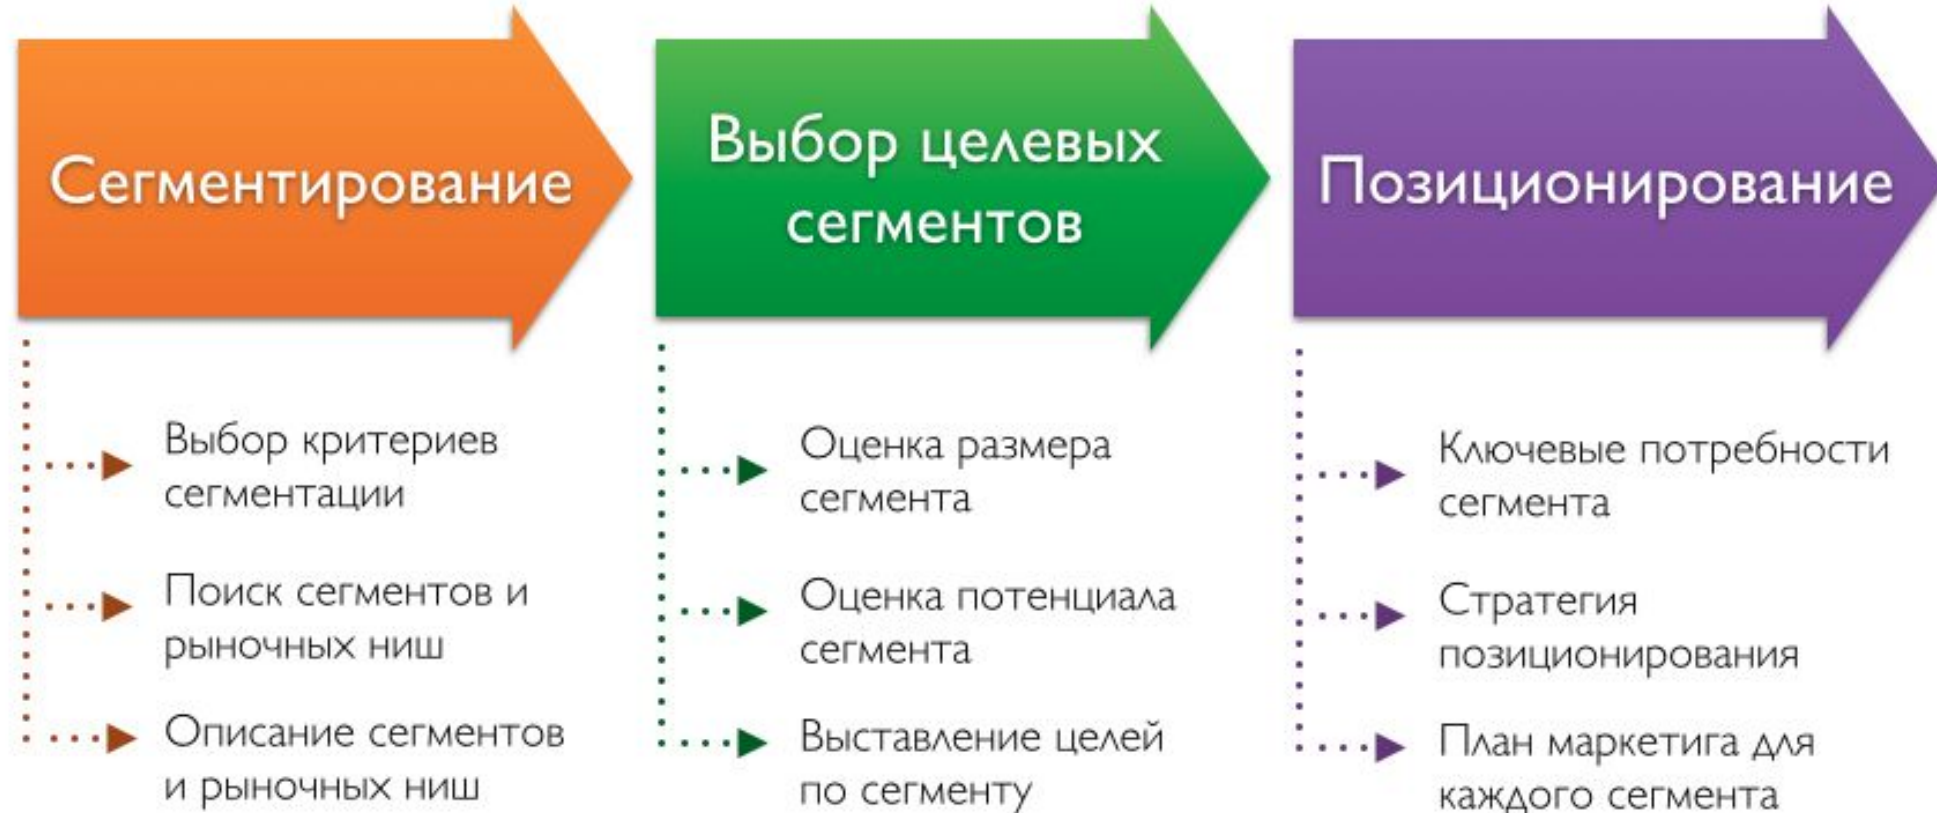 Сегментирование
Выбор критериев
сегментации
Поиск сегментов и
рыночных ниш
Описание сегментов
и рыночных ниш
Выбор целевых
сегментов
Оценка размера
сегмента
Оценка потенциала
сегмента
Выставление целей
по сегменту
Позиционирование
Ключевые потребности
сегмента
Стратегия
позиционирования
План маркетига для
каждого сегмента